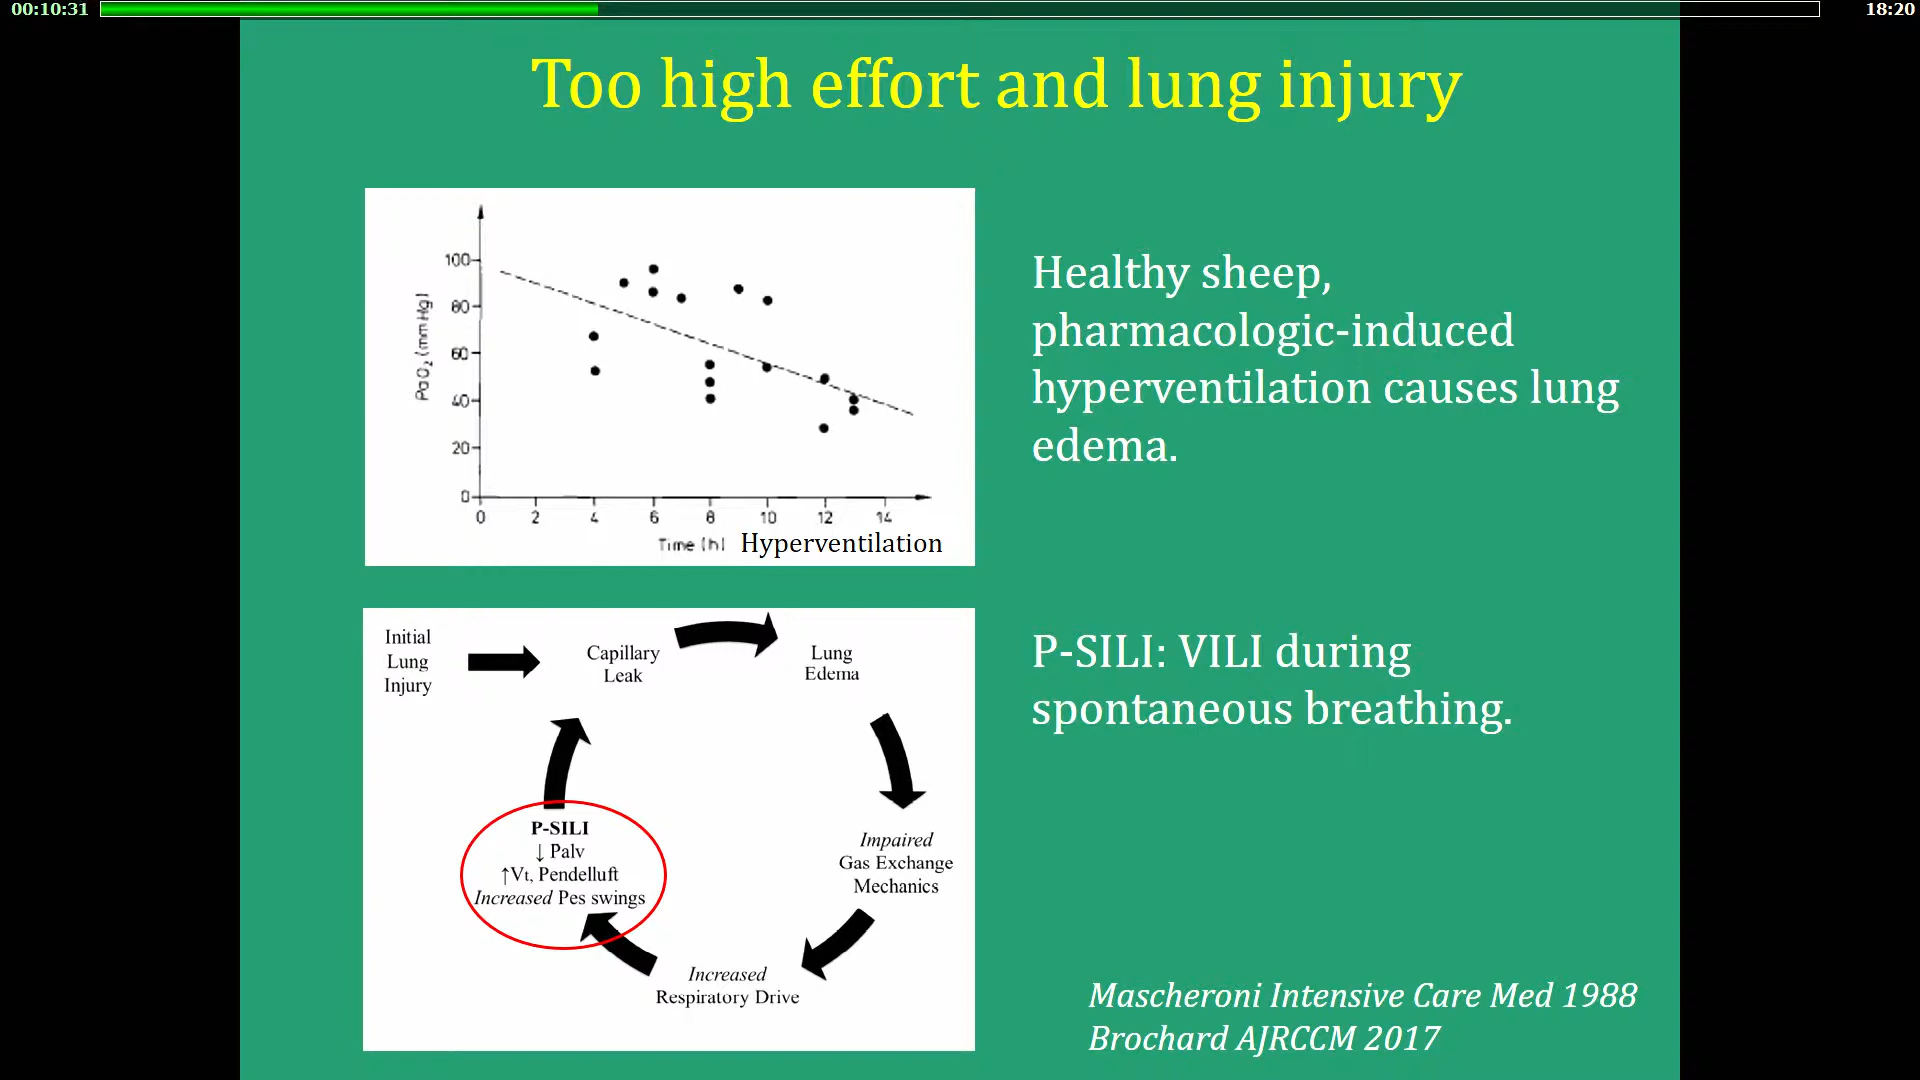 00:10:31
18:20
Too high effort and lung injury
100
80
60
40
20
0
PaO2 (mmHg)
0 2 4 6 8 10 12 14
Time (h) Hyperventilation
Healthy sheep,
pharmacologic-induced
hyperventilation causes lung
edema.
Initial
Lung
Injury
Capillary
Leak
Lung
Edema
Impaired
Gas Exchange
Mechanics
Increased
Respiratory Drive
P-SILI
↓ Palv
↑Vt, Pendelluft
Increased Pes swings
P-SILI: VILI during
spontaneous breathing.
Mascheroni Intensive Care Med 1988
Brochard AJRCCM 2017